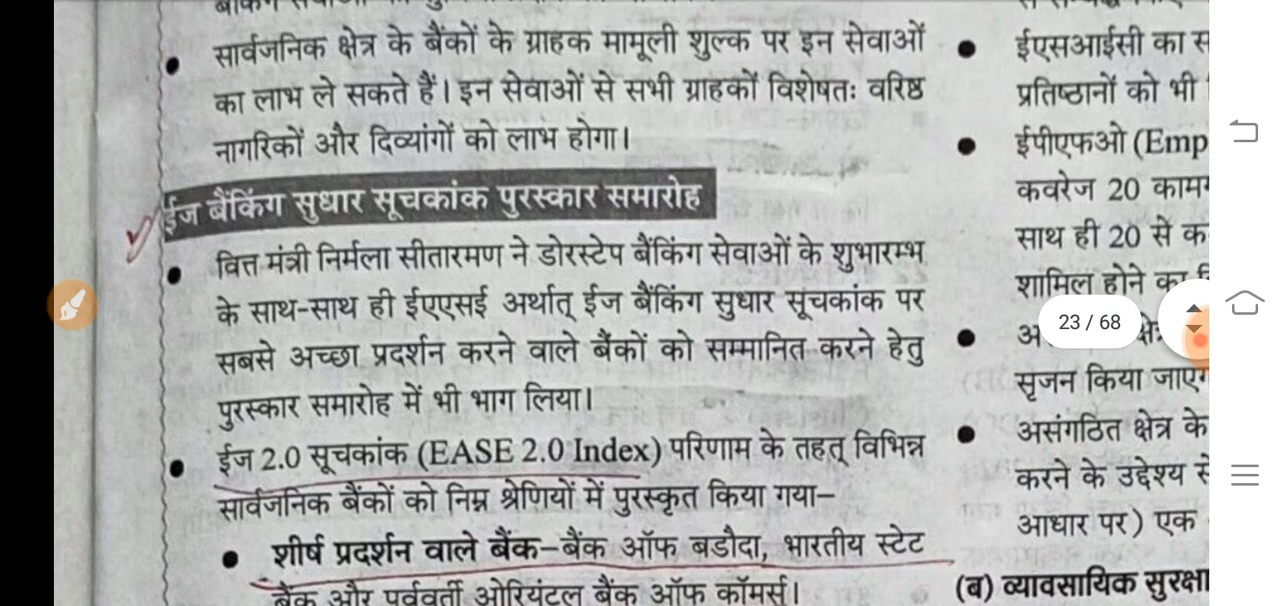 सार्वजनिक क्षेत्र के बैंकों के ग्राहक मामूली शुल्क पर इन सेवाओं
का लाभ ले सकते हैं। इन सेवाओं से सभी ग्राहकों विशेषतः वरिष्ठ
नागरिकों और दिव्यांगों को लाभ होगा।
ईज बैंकिंग सुधार सूचकांक पुरस्कार समारोह
वित्त मंत्री निर्मला सीतारमण ने डोरस्टेप बैंकिंग सेवाओं के शुभारम्भ
के साथ-साथ ही ईएएसई अर्थात् ईज बैंकिंग सुधार सूचकांक पर
सबसे अच्छा प्रदर्शन करने वाले बैंकों को सम्मानित करने हेतु
पुरस्कार समारोह में भी भाग लिया।
ईज 2.0 सूचकांक (EASE 2.0 Index) परिणाम के तहत् विभिन्न
सार्वजनिक बैंकों को निम्न श्रेणियों में पुरस्कृत किया गया–
शीर्ष प्रदर्शन वाले बैंक–बैंक ऑफ बडौदा, भारतीय स्टेट
बैंक और पूर्ववर्ती ओरियंटल बैंक ऑफ कॉमर्स।
ईएसआईसी का
प्रतिष्ठानों को भी
ईपीएफओ (Emp
कवरेज 20
साथ ही 20 से
शामिल होने का
सृजन किया
असंगठित क्षेत्र के
करने के उद्देश्य
आधार पर) एक
(ब) व्यावसायिक सुरक्षा
23 / 68